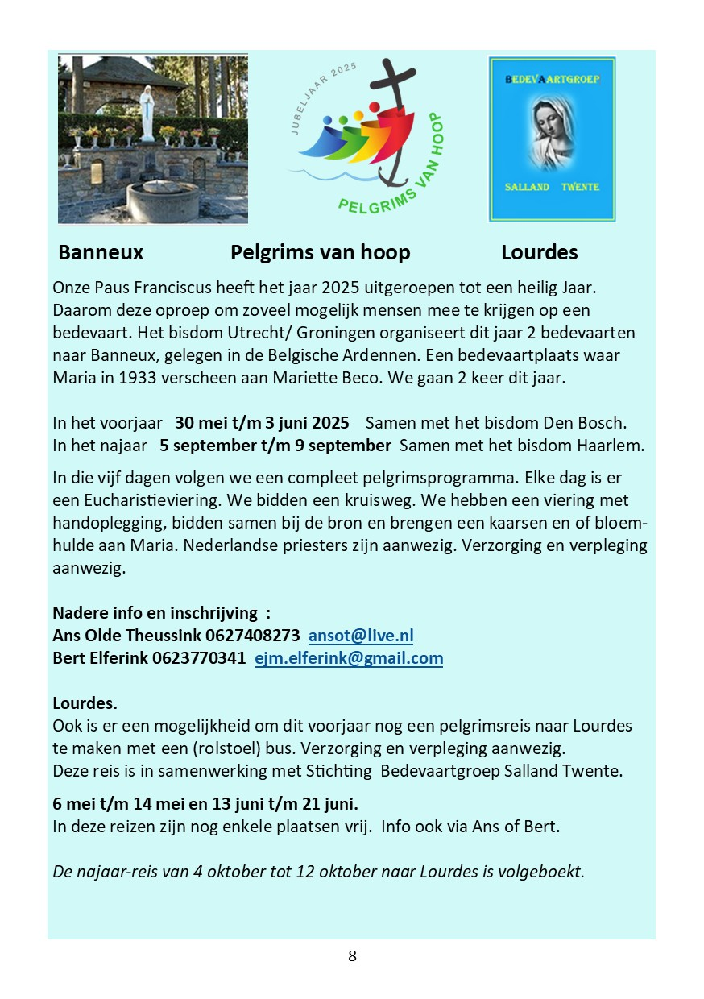 JUBELJAAR 2025
PELGRIMS VAN HOOP
BEDEVAARTGROEP
SALLAND TWENTE
Banneux Pelgrims van hoop Lourdes
Onze Paus Franciscus heeft het jaar 2025 uitgeroepen tot een heilig Jaar.
Daarom deze oproep om zoveel mogelijk mensen mee te krijgen op een
bedevaart. Het bisdom Utrecht/ Groningen organiseert dit jaar 2 bedevaarten
naar Banneux, gelegen in de Belgische Ardennen. Een bedevaartplaats waar
Maria in 1933 verscheen aan Mariette Beco. We gaan 2 keer dit jaar.
In het voorjaar 30 mei t/m 3 juni 2025 Samen met het bisdom Den Bosch.
In het najaar 5 september t/m 9 september Samen met het bisdom Haarlem.
In die vijf dagen volgen we een compleet pelgrimsprogramma. Elke dag is er
een Eucharistieviering. We bidden een kruisweg. We hebben een viering met
handoplegging, bidden samen bij de bron en brengen een kaarsen en of bloem-
hulde aan Maria. Nederlandse priesters zijn aanwezig. Verzorging en verpleging
aanwezig.
Nadere info en inschrijving :
Ans Olde Theussink 0627408273 ansot@live.nl
Bert Elferink 0623770341 ejm.elferink@gmail.com
Lourdes.
Ook is er een mogelijkheid om dit voorjaar nog een pelgrimsreis naar Lourdes
te maken met een (rolstoel) bus. Verzorging en verpleging aanwezig.
Deze reis is in samenwerking met Stichting Bedevaartgroep Salland Twente.
6 mei t/m 14 mei en 13 juni t/m 21 juni.
In deze reizen zijn nog enkele plaatsen vrij. Info ook via Ans of Bert.
De najaar-reis van 4 oktober tot 12 oktober naar Lourdes is volgeboekt.
8